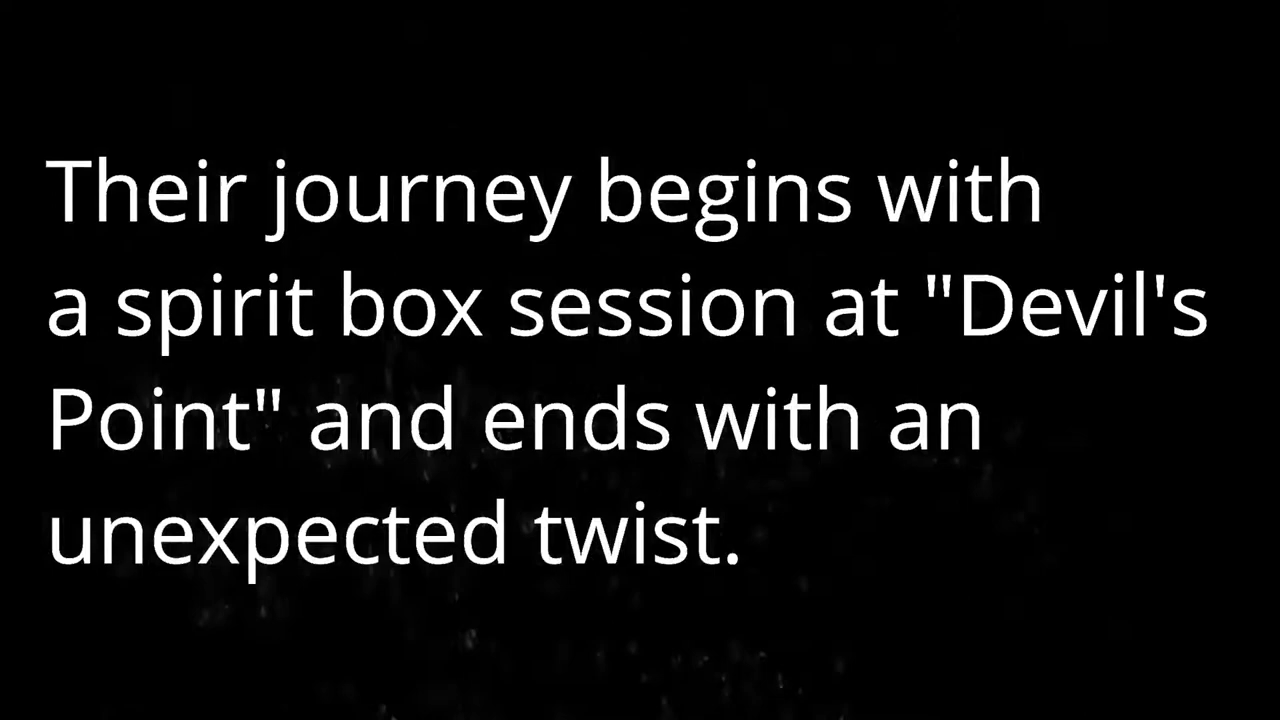 Their journey begins with
a spirit box session at "Devil's
Point" and ends with an
unexpected twist.